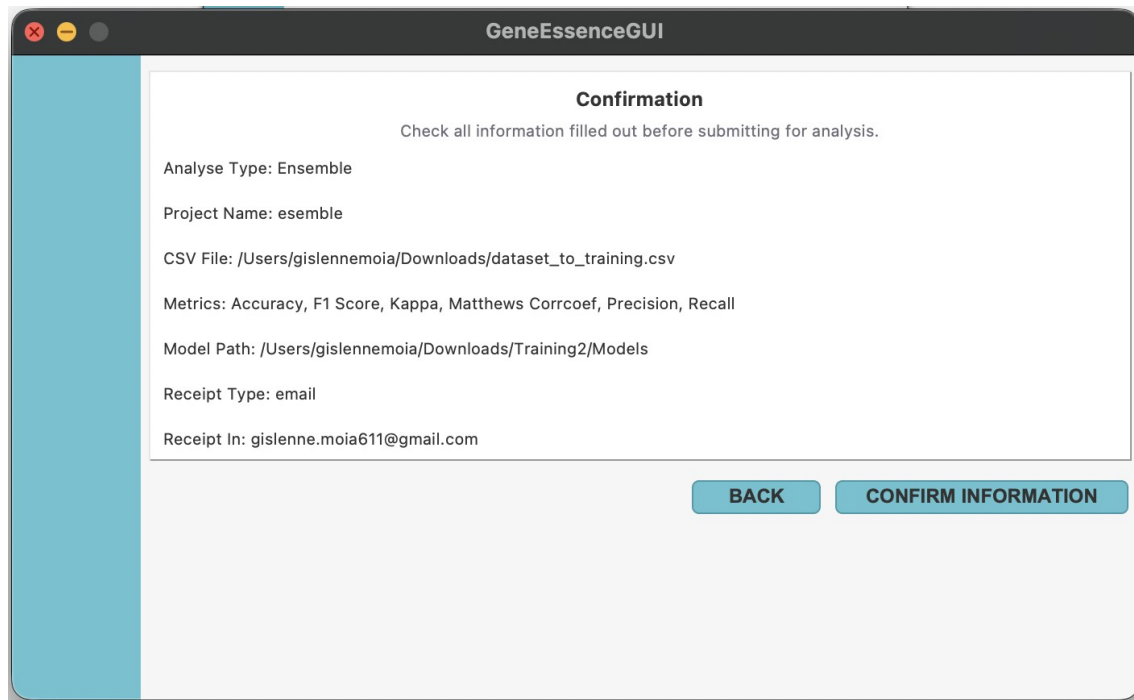 GeneEssenceGUI
Confirmation
Check all information filled out before submitting for analysis.
Analyse Type: Ensemble
Project Name: esemble
CSV File: /Users/gislennemoia/Downloads/dataset_to_training.csv
Metrics: Accuracy, F1 Score, Kappa, Matthews Corrcoef, Precision, Recall
Model Path: /Users/gislennemoia/Downloads/Training2/Models
Receipt Type: email
Receipt In: gislenne.moia611@gmail.com
BACK CONFIRM INFORMATION